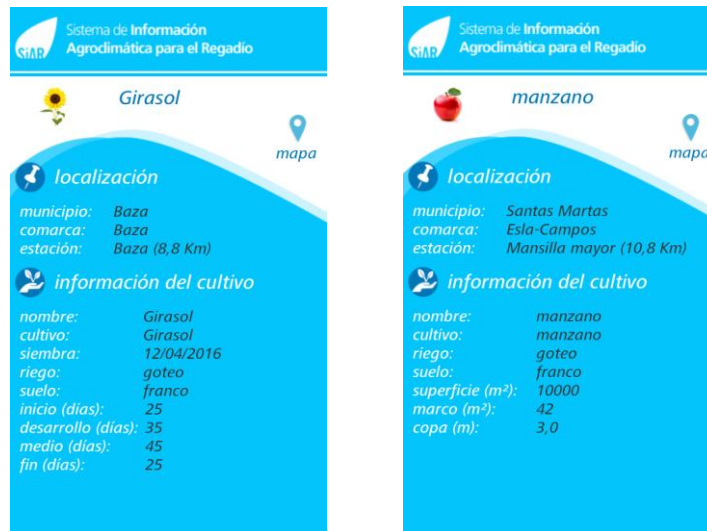 SiAR
Sistema de Información
Agroclimática para el Regadío
Girasol
mapa
localización
municipio: Baza
comarca: Baza
estación: Baza (8,8 Km)
información del cultivo
nombre: Girasol
cultivo: Girasol
siembra: 12/04/2016
riego: goteo
suelo: franco
inicio (días): 25
desarrollo (días): 35
medio (días): 45
fin (días): 25
SiAR
Sistema de Información
Agroclimática para el Regadío
manzano
mapa
localización
municipio: Santas Martas
comarca: Esla-Campos
estación: Mansilla mayor (10,8 Km)
información del cultivo
nombre: manzano
cultivo: manzano
riego: goteo
suelo: franco
superficie (m²): 10000
marco (m²): 42
copa (m): 3,0